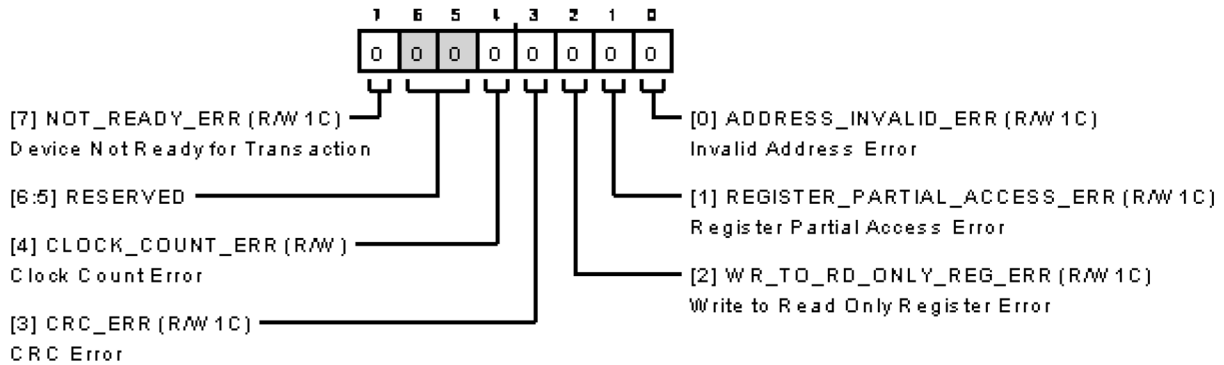 7 6 5 4 3 2 1 0
0 0 0 0 0 0 0 0
[7] NOT_READY_ERR (R/W1C)
Device Not Ready for Transaction
[6:5] RESERVED
[4] CLOCK_COUNT_ERR (R/W)
Clock Count Error
[3] CRC_ERR (R/W1C)
CRC Error
[0] ADDRESS_INVALID_ERR (R/W1C)
Invalid Address Error
[1] REGISTER_PARTIAL_ACCESS_ERR (R/W1C)
Register Partial Access Error
[2] WR_TO_RD_ONLY_REG_ERR (R/W1C)
Write to Read Only Register Error